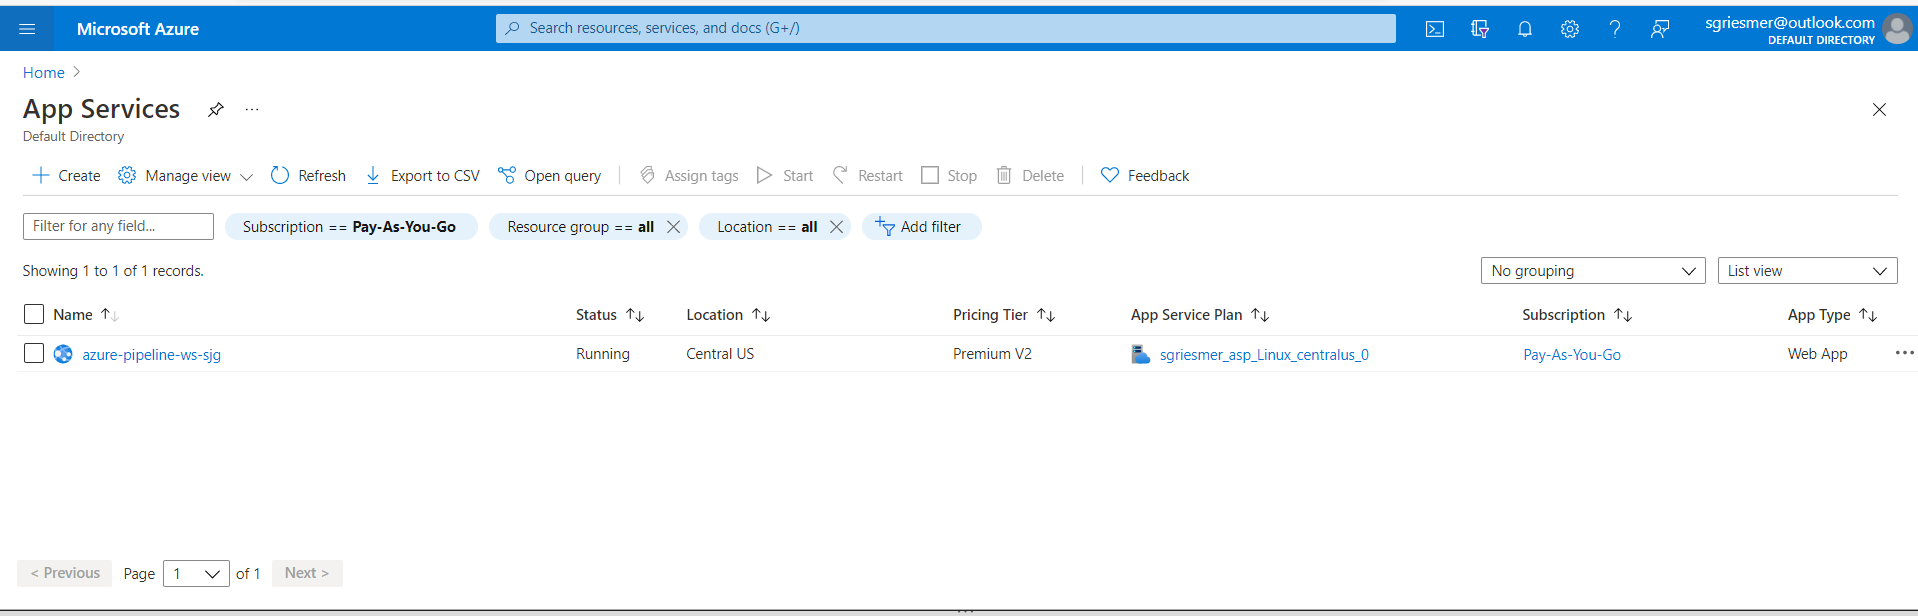 Microsoft Azure
Search resources, services, and docs (G+/)
sgriesmer@outlook.com
DEFAULT DIRECTORY
Home
App Services
Default Directory
Create Manage view Refresh Export to CSV Open query Assign tags Start Restart Stop Delete Feedback
Filter for any field... Subscription == Pay-As-You-Go Resource group == all Location == all Add filter
Showing 1 to 1 of 1 records. No grouping List view
Name Status Location Pricing Tier App Service Plan Subscription App Type
azure-pipeline-ws-sjg Running Central US Premium V2 sgriesmer_asp_Linux_centralus_0 Pay-As-You-Go Web App
< Previous Page 1 of 1 Next >